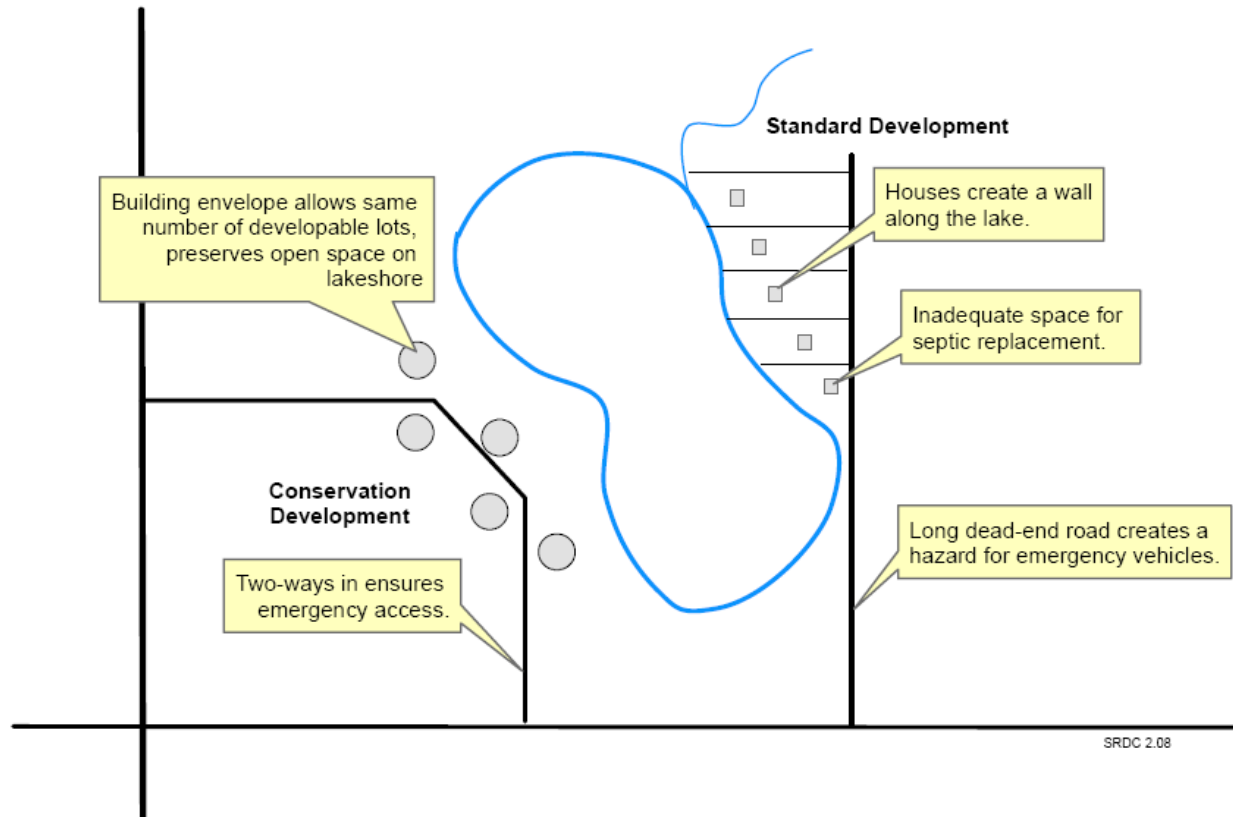 Standard Development
Building envelope allows same
number of developable lots,
preserves open space on
lakeshore
Houses create a wall
along the lake.
Inadequate space for
septic replacement.
Conservation
Development
Long dead-end road creates a
hazard for emergency vehicles.
Two-ways in ensures
emergency access.
SRDC 2.08